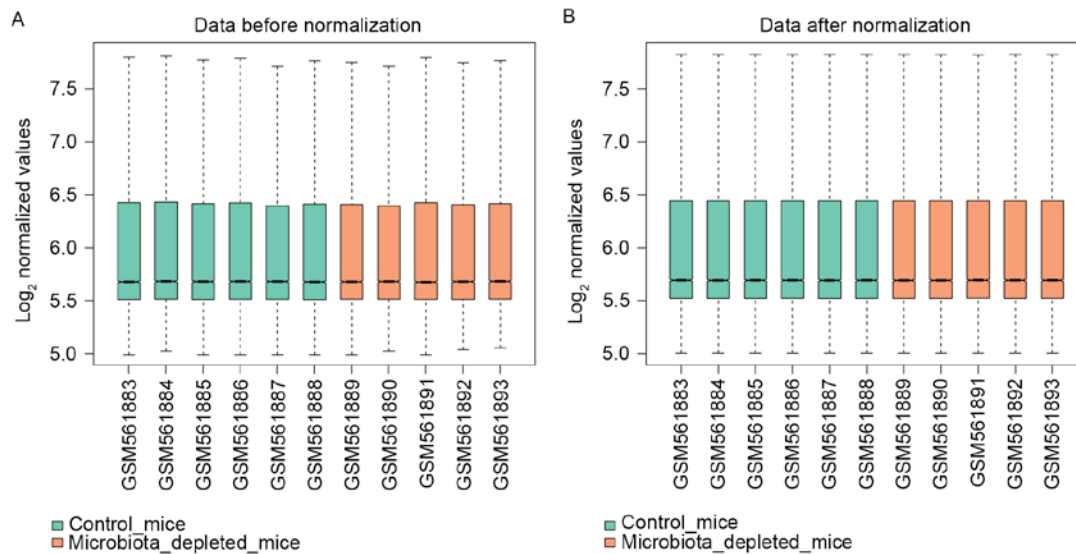 A
Data before normalization
Log₂ normalized values
7.5
7.0
6.5
6.0
5.5
5.0
GSM561883
GSM561884
GSM561885
GSM561886
GSM561887
GSM561888
GSM561889
GSM561890
GSM561891
GSM561892
GSM561893
Control_mice
Microbiota_depleted_mice
B
Data after normalization
Log₂ normalized values
7.5
7.0
6.5
6.0
5.5
5.0
GSM561883
GSM561884
GSM561885
GSM561886
GSM561887
GSM561888
GSM561889
GSM561890
GSM561891
GSM561892
GSM561893
Control_mice
Microbiota_depleted_mice